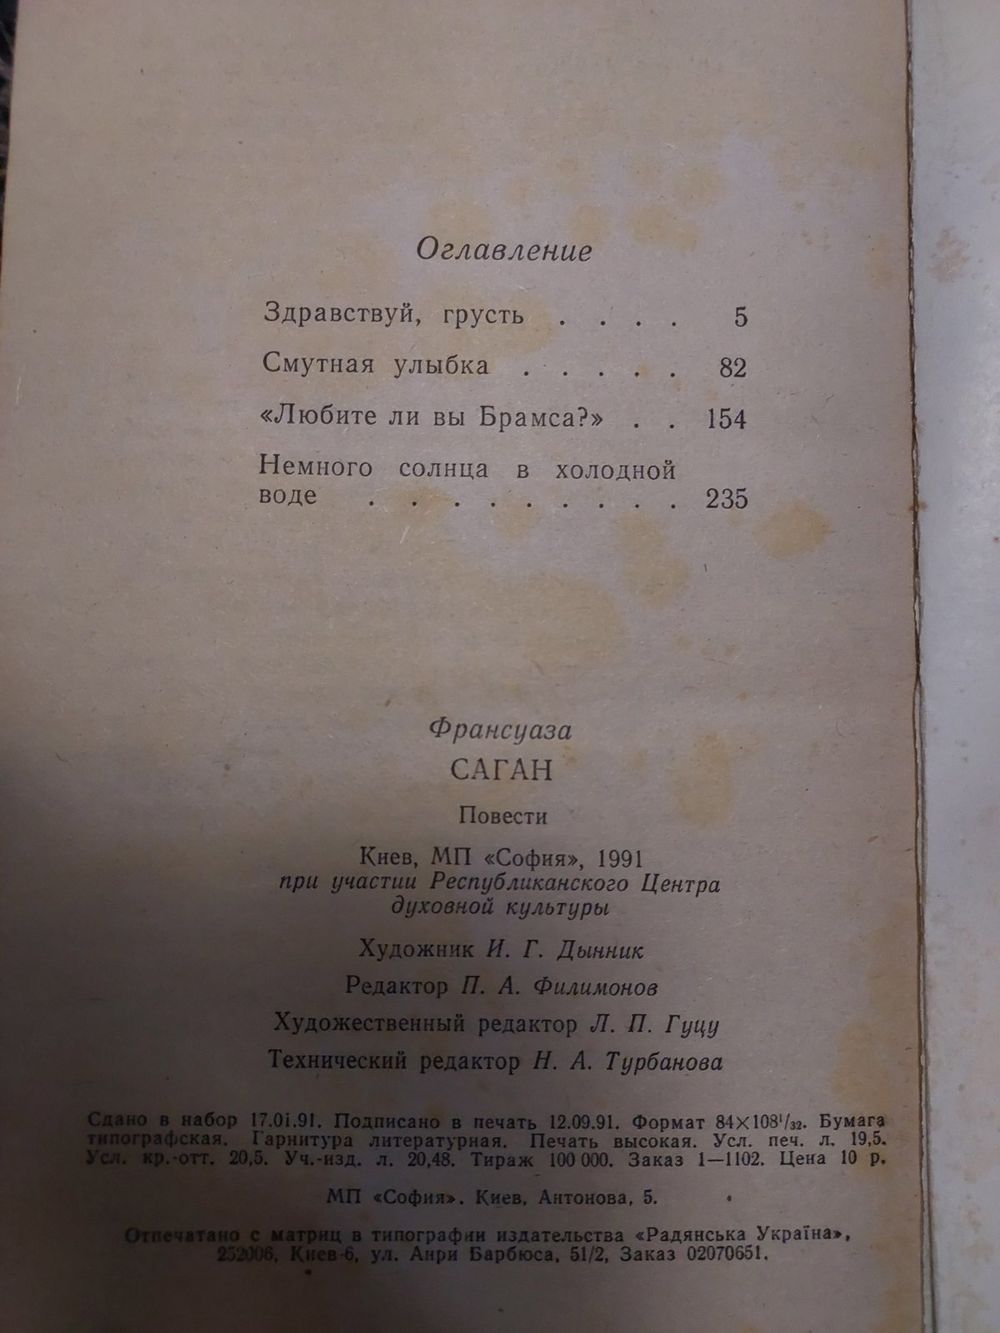 Оглавление
Здравствуй, грусть . . . . 5
Смутная улыбка . . . . . 82
«Любите ли вы Брамса?» . . 154
Немного солнца в холодной
воде . . . . . . . . 235
Франсуаза
САГАН
Повести
Киев, МП «София», 1991
при участии Республиканского Центра
духовной культуры
Художник И. Г. Дынник
Редактор П. А. Филимонов
Художественный редактор Л. П. Гуцу
Технический редактор Н. А. Турбанова
Сдано в набор 17.01.91. Подписано в печать 12.09.91. Формат 84×108¹/₃₂. Бумага
типографская. Гарнитура литературная. Печать высокая. Усл. печ. л. 19,5.
Усл. кр.-отт. 20,5. Уч.-изд. л. 20,48. Тираж 100 000. Заказ 1—1102. Цена 10 р.
МП «София». Киев, Антонова, 5.
Отпечатано с матриц в типографии издательства «Радянська Україна»,
252006, Киев-6, ул. Анри Барбюса, 51/2, Заказ 02070651.